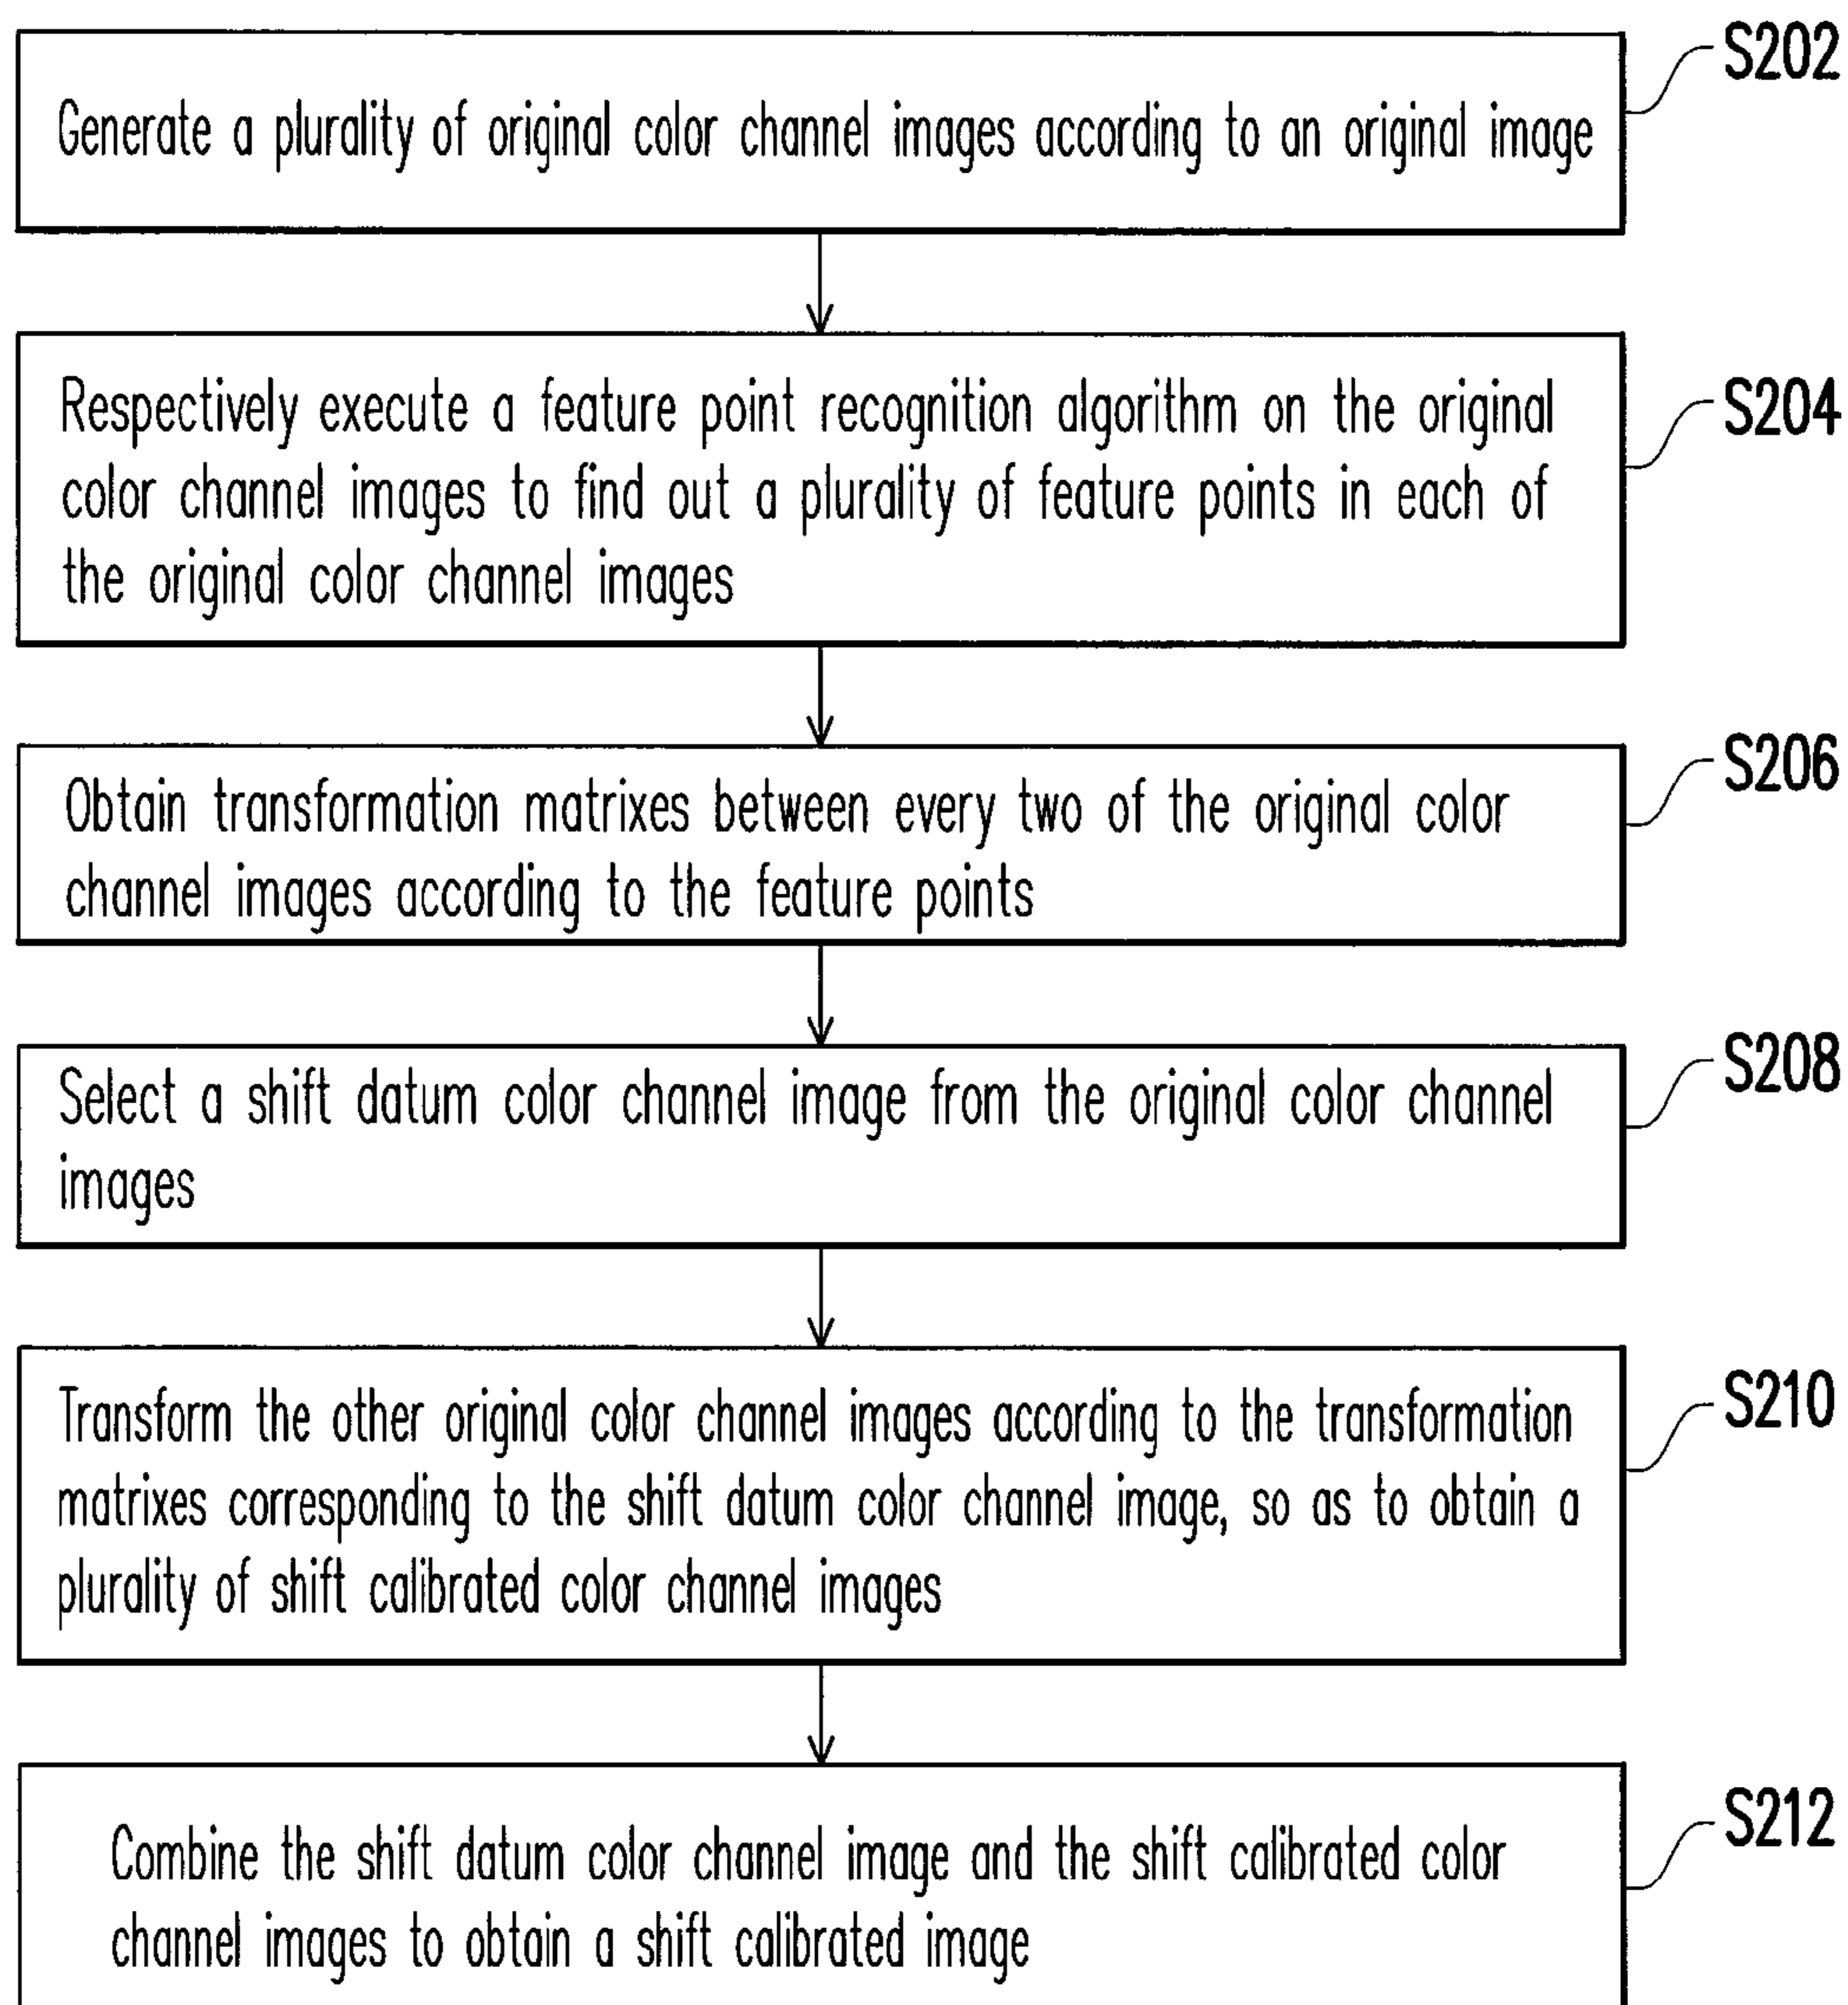 S202
Generate a plurality of original color channel images according to an original image
S204
Respectively execute a feature point recognition algorithm on the original
color channel images to find out a plurality of feature points in each of
the original color channel images
S206
Obtain transformation matrixes between every two of the original color
channel images according to the feature points
S208
Select a shift datum color channel image from the original color channel
images
S210
Transform the other original color channel images according to the transformation
matrixes corresponding to the shift datum color channel image, so as to obtain a
plurality of shift calibrated color channel images
S212
Combine the shift datum color channel image and the shift calibrated color
channel images to obtain a shift calibrated image